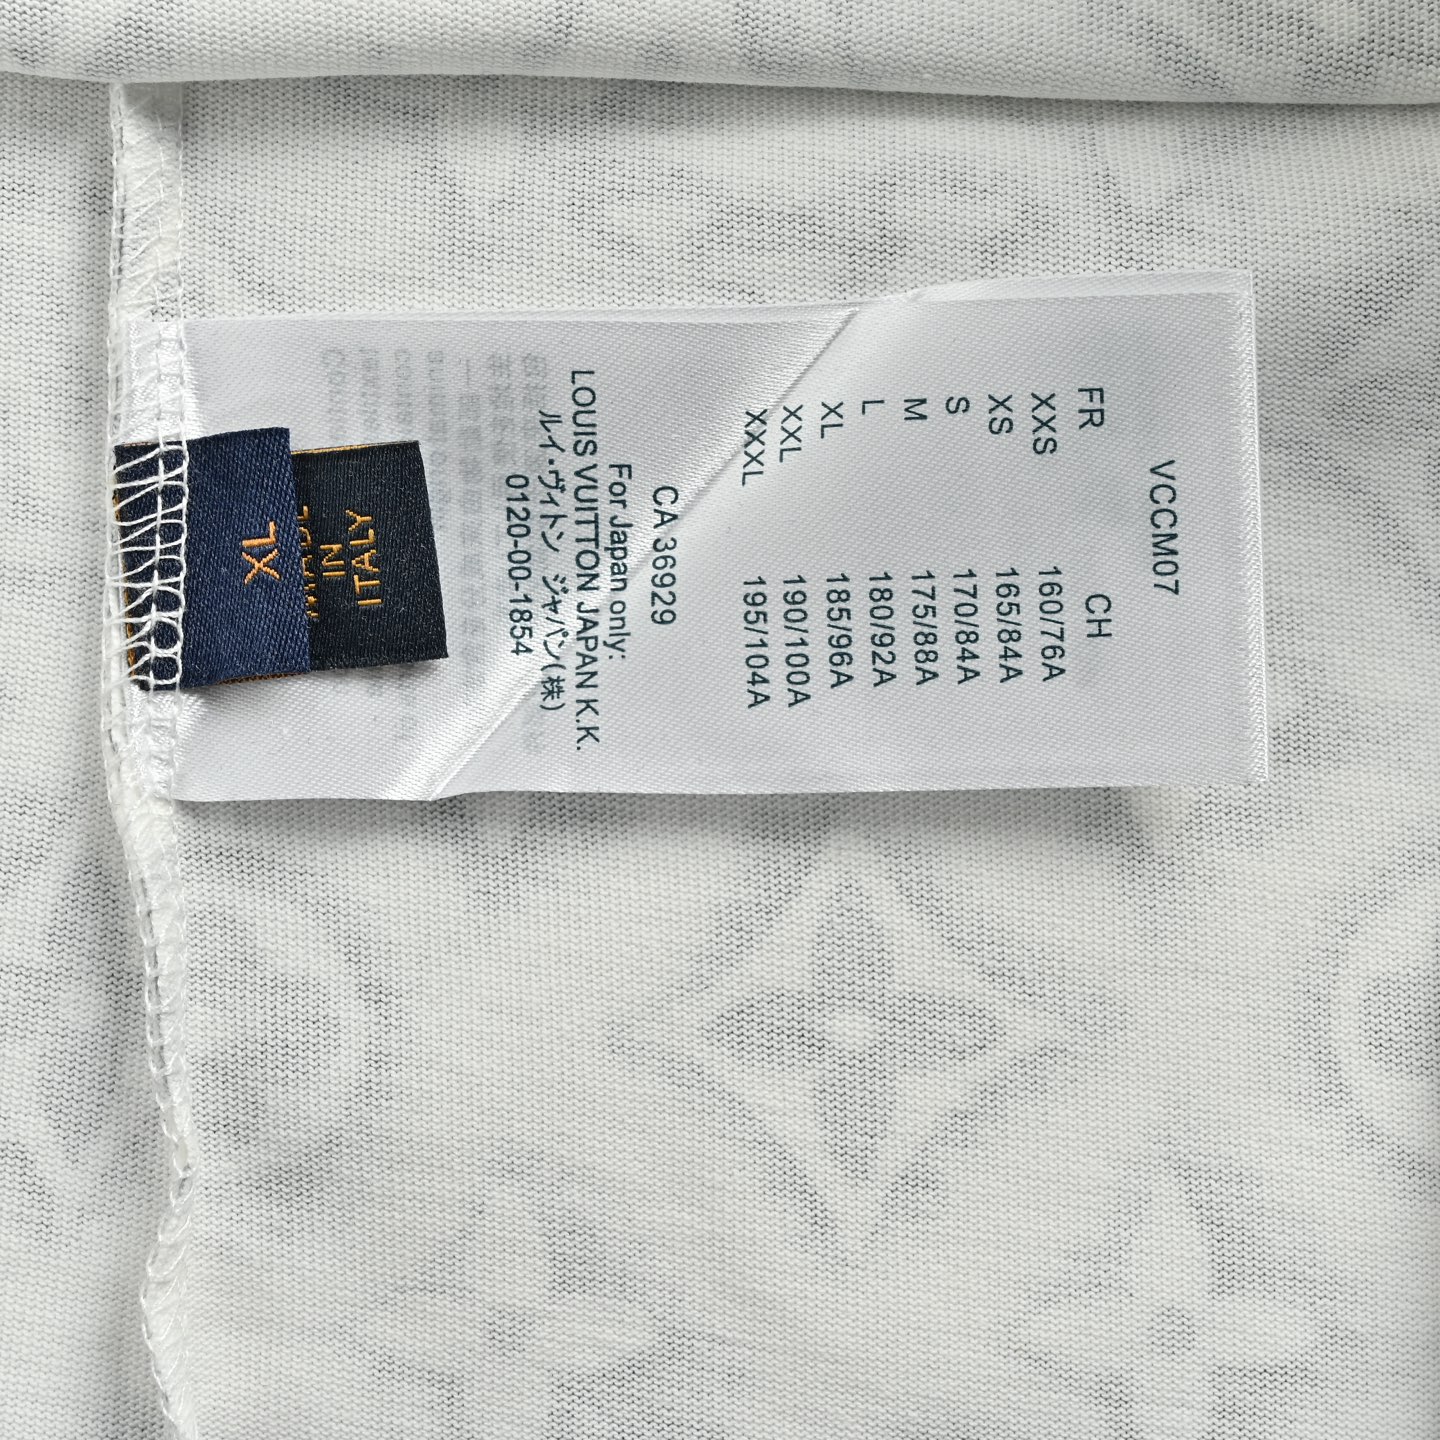 VCCM07
FR CH
XXS 160/76A
XS 165/84A
S 170/84A
M 175/88A
L 180/92A
XL 185/96A
XXL 190/100A
XXXL 195/104A
CA 36929
For Japan only:
LOUIS VUITTON JAPAN K.K.
ルイ・ヴィトン ジャパン(株)
0120-00-1854
XL
MADE
IN
ITALY